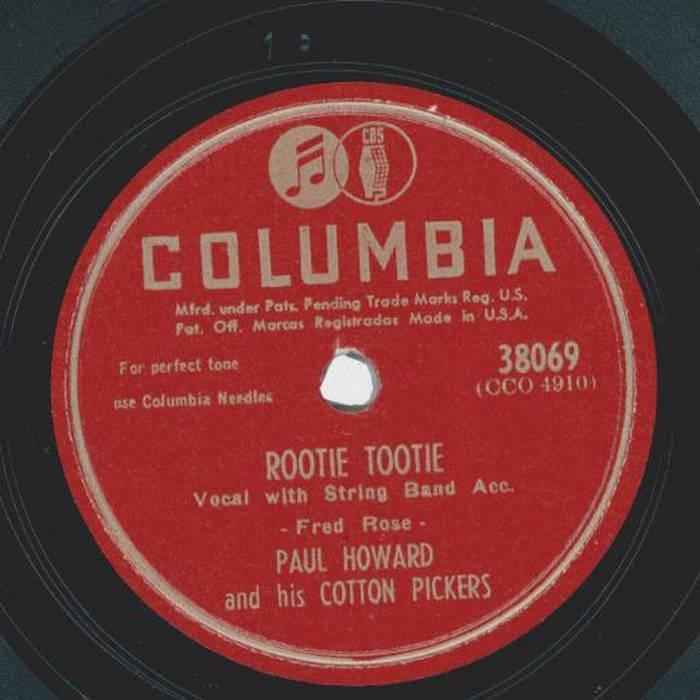 1
CBS
COLUMBIA
Mfrd. under Pats. Pending Trade Marks Reg. U.S.
Pat. Off. Marcas Registradas Made in U.S.A.
For perfect tone
use Columbia Needles
38069
(CCO 4910)
ROOTIE TOOTIE
Vocal with String Band Acc.
- Fred Rose -
PAUL HOWARD
and his COTTON PICKERS